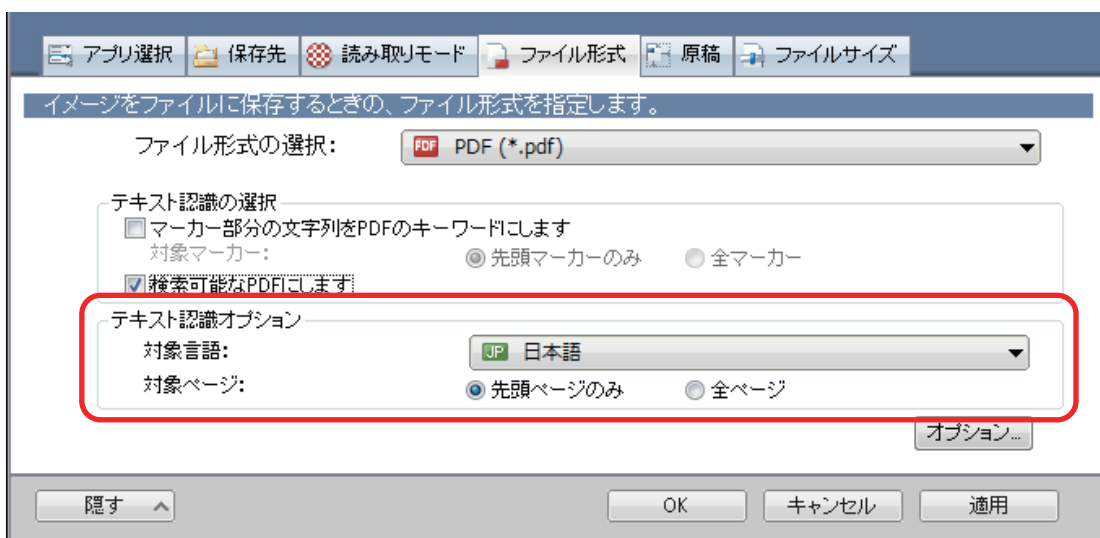 アプリ選択 保存先 読み取りモード ファイル形式 原稿 ファイルサイズ
イメージをファイルに保存するときの、ファイル形式を指定します。
ファイル形式の選択: PDF PDF (*.pdf)
テキスト認識の選択
マーカー部分の文字列をPDFのキーワードにします
対象マーカー: 先頭マーカーのみ 全マーカー
検索可能なPDFにします
テキスト認識オプション
対象言語: JP 日本語
対象ページ: 先頭ページのみ 全ページ
オプション...
隠す OK キャンセル 適用